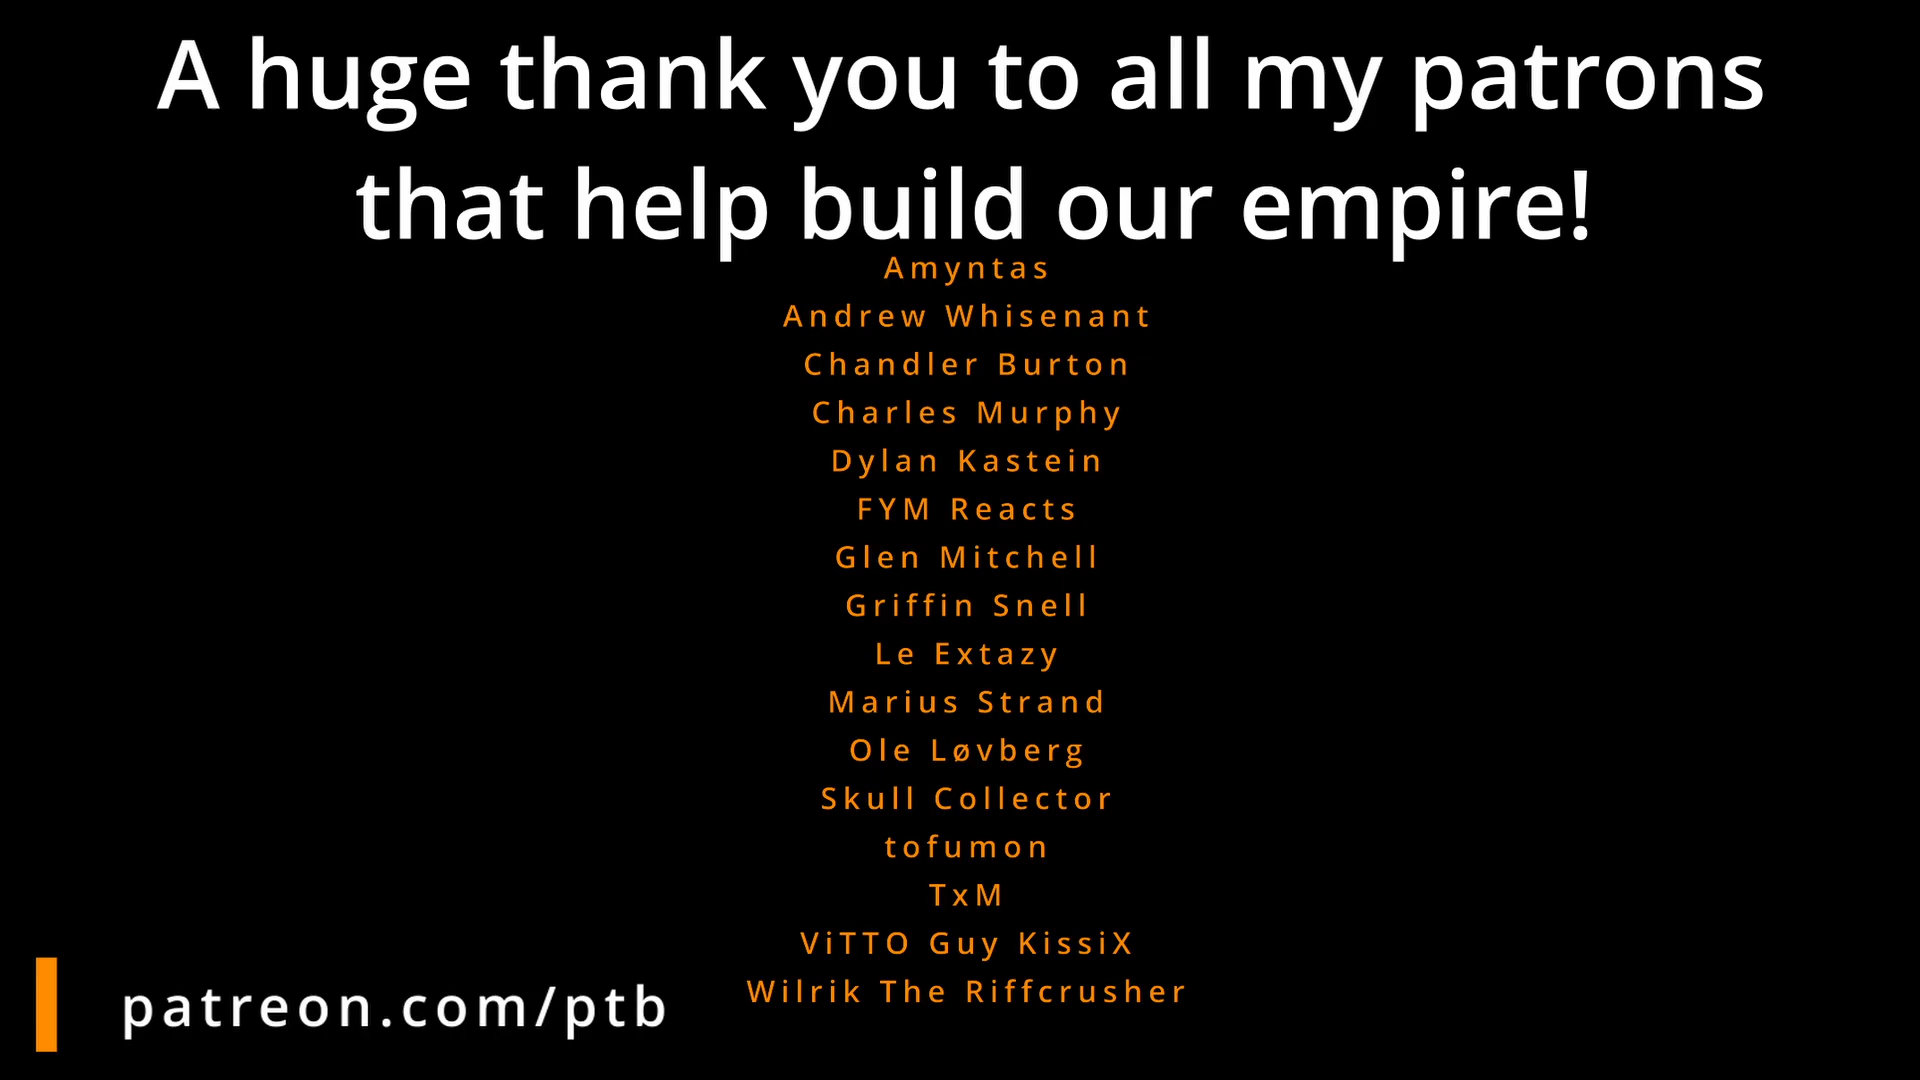 A huge thank you to all my patrons
that help build our empire!
Amyntas
Andrew Whisenant
Chandler Burton
Charles Murphy
Dylan Kastein
FYM Reacts
Glen Mitchell
Griffin Snell
Le Extazy
Marius Strand
Ole Løvberg
Skull Collector
tofumon
TxM
ViTTO Guy KissiX
Wilrik The Riffcrusher
patreon.com/ptb